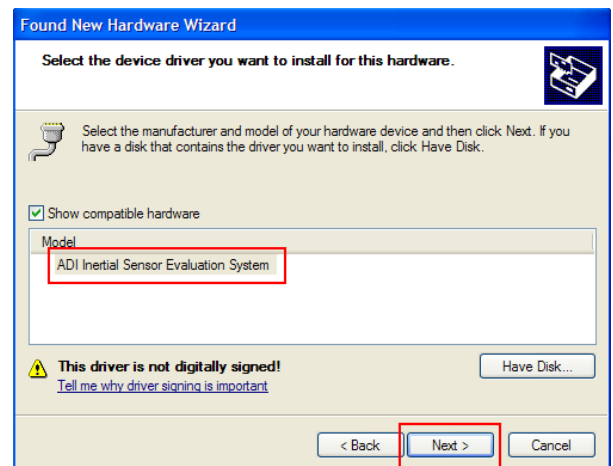 Found New Hardware Wizard
Select the device driver you want to install for this hardware.
Select the manufacturer and model of your hardware device and then click Next. If you
have a disk that contains the driver you want to install, click Have Disk.
Show compatible hardware
Model
ADI Inertial Sensor Evaluation System
This driver is not digitally signed!
Have Disk...
Tell me why driver signing is important
< Back
Next >
Cancel